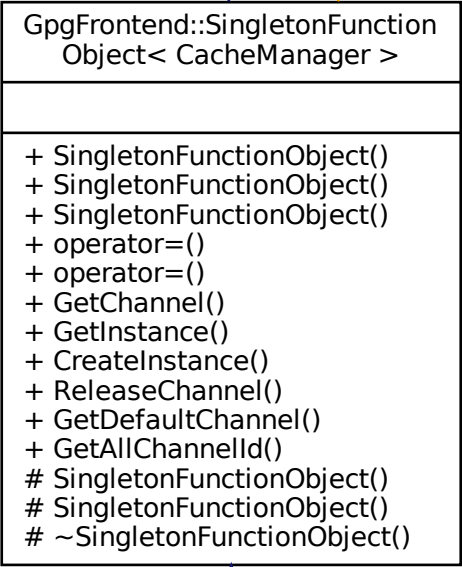 GpgFrontend::SingletonFunction
Object< CacheManager >
+ SingletonFunctionObject()
+ SingletonFunctionObject()
+ SingletonFunctionObject()
+ operator=()
+ operator=()
+ GetChannel()
+ GetInstance()
+ CreateInstance()
+ ReleaseChannel()
+ GetDefaultChannel()
+ GetAllChannelId()
# SingletonFunctionObject()
# SingletonFunctionObject()
# ~SingletonFunctionObject()